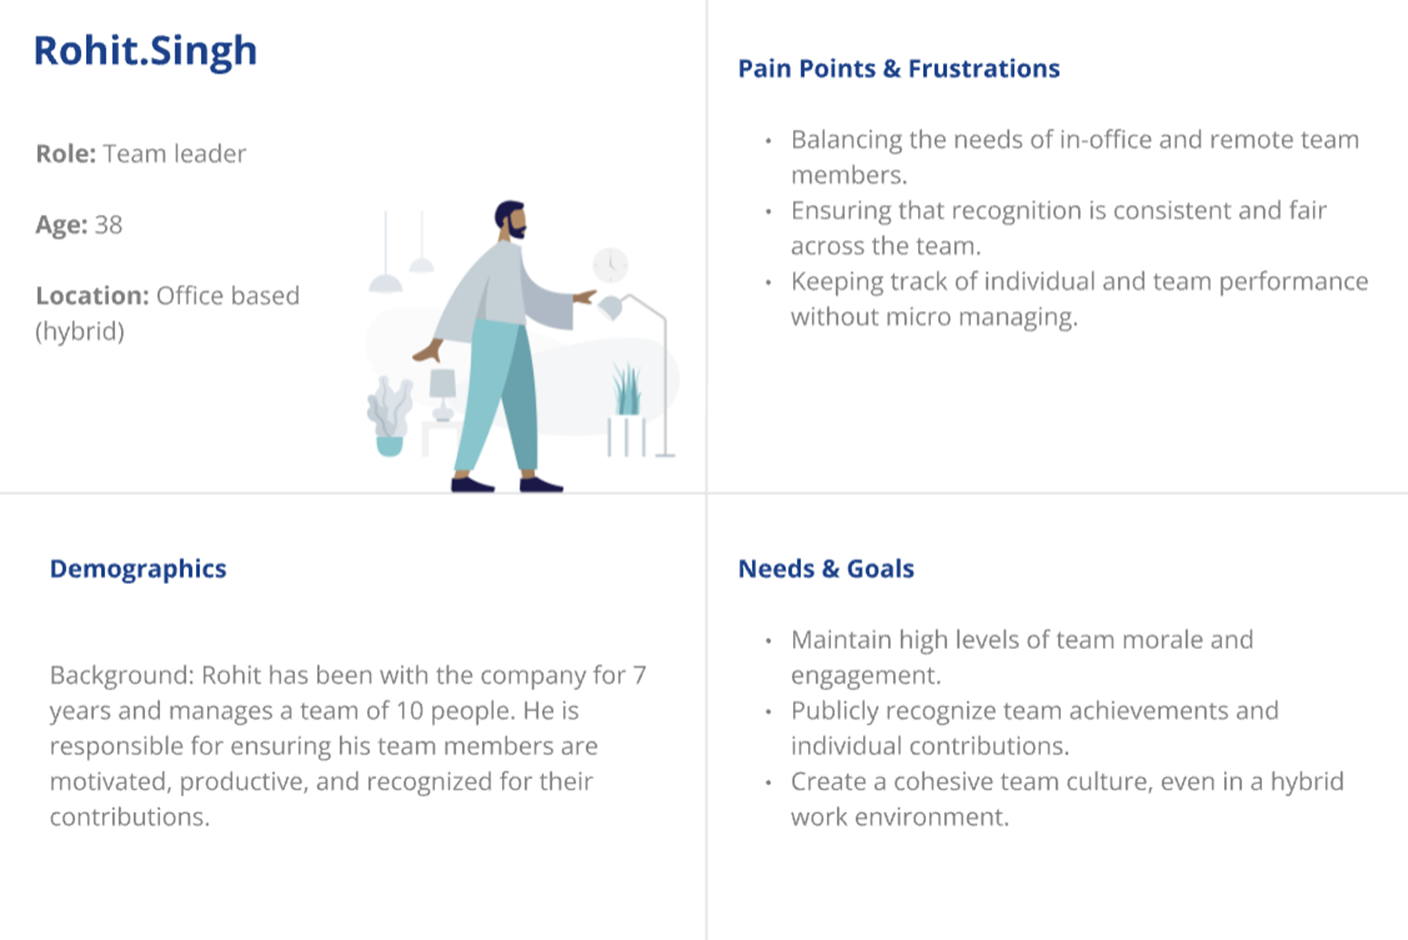 Rohit.Singh
Role: Team leader
Age: 38
Location: Office based
(hybrid)
Pain Points & Frustrations
• Balancing the needs of in-office and remote team
members.
• Ensuring that recognition is consistent and fair
across the team.
• Keeping track of individual and team performance
without micro managing.
Demographics
Background: Rohit has been with the company for 7
years and manages a team of 10 people. He is
responsible for ensuring his team members are
motivated, productive, and recognized for their
contributions.
Needs & Goals
• Maintain high levels of team morale and
engagement.
• Publicly recognize team achievements and
individual contributions.
• Create a cohesive team culture, even in a hybrid
work environment.